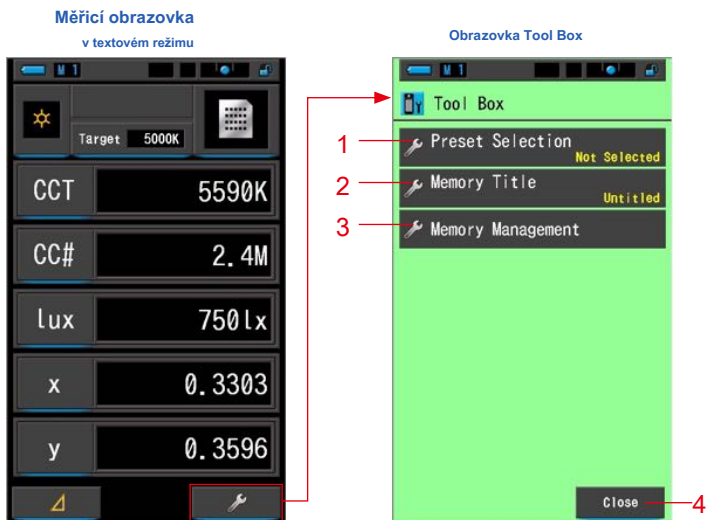 Měřicí obrazovka
v textovém režimu
M 1
Target 5000K
CCT 5590K
CC# 2.4M
lux 750lx
x 0.3303
y 0.3596
Obrazovka Tool Box
M 1
Tool Box
1 Preset Selection
Not Selected
2 Memory Title
Untitled
3 Memory Management
Close 4